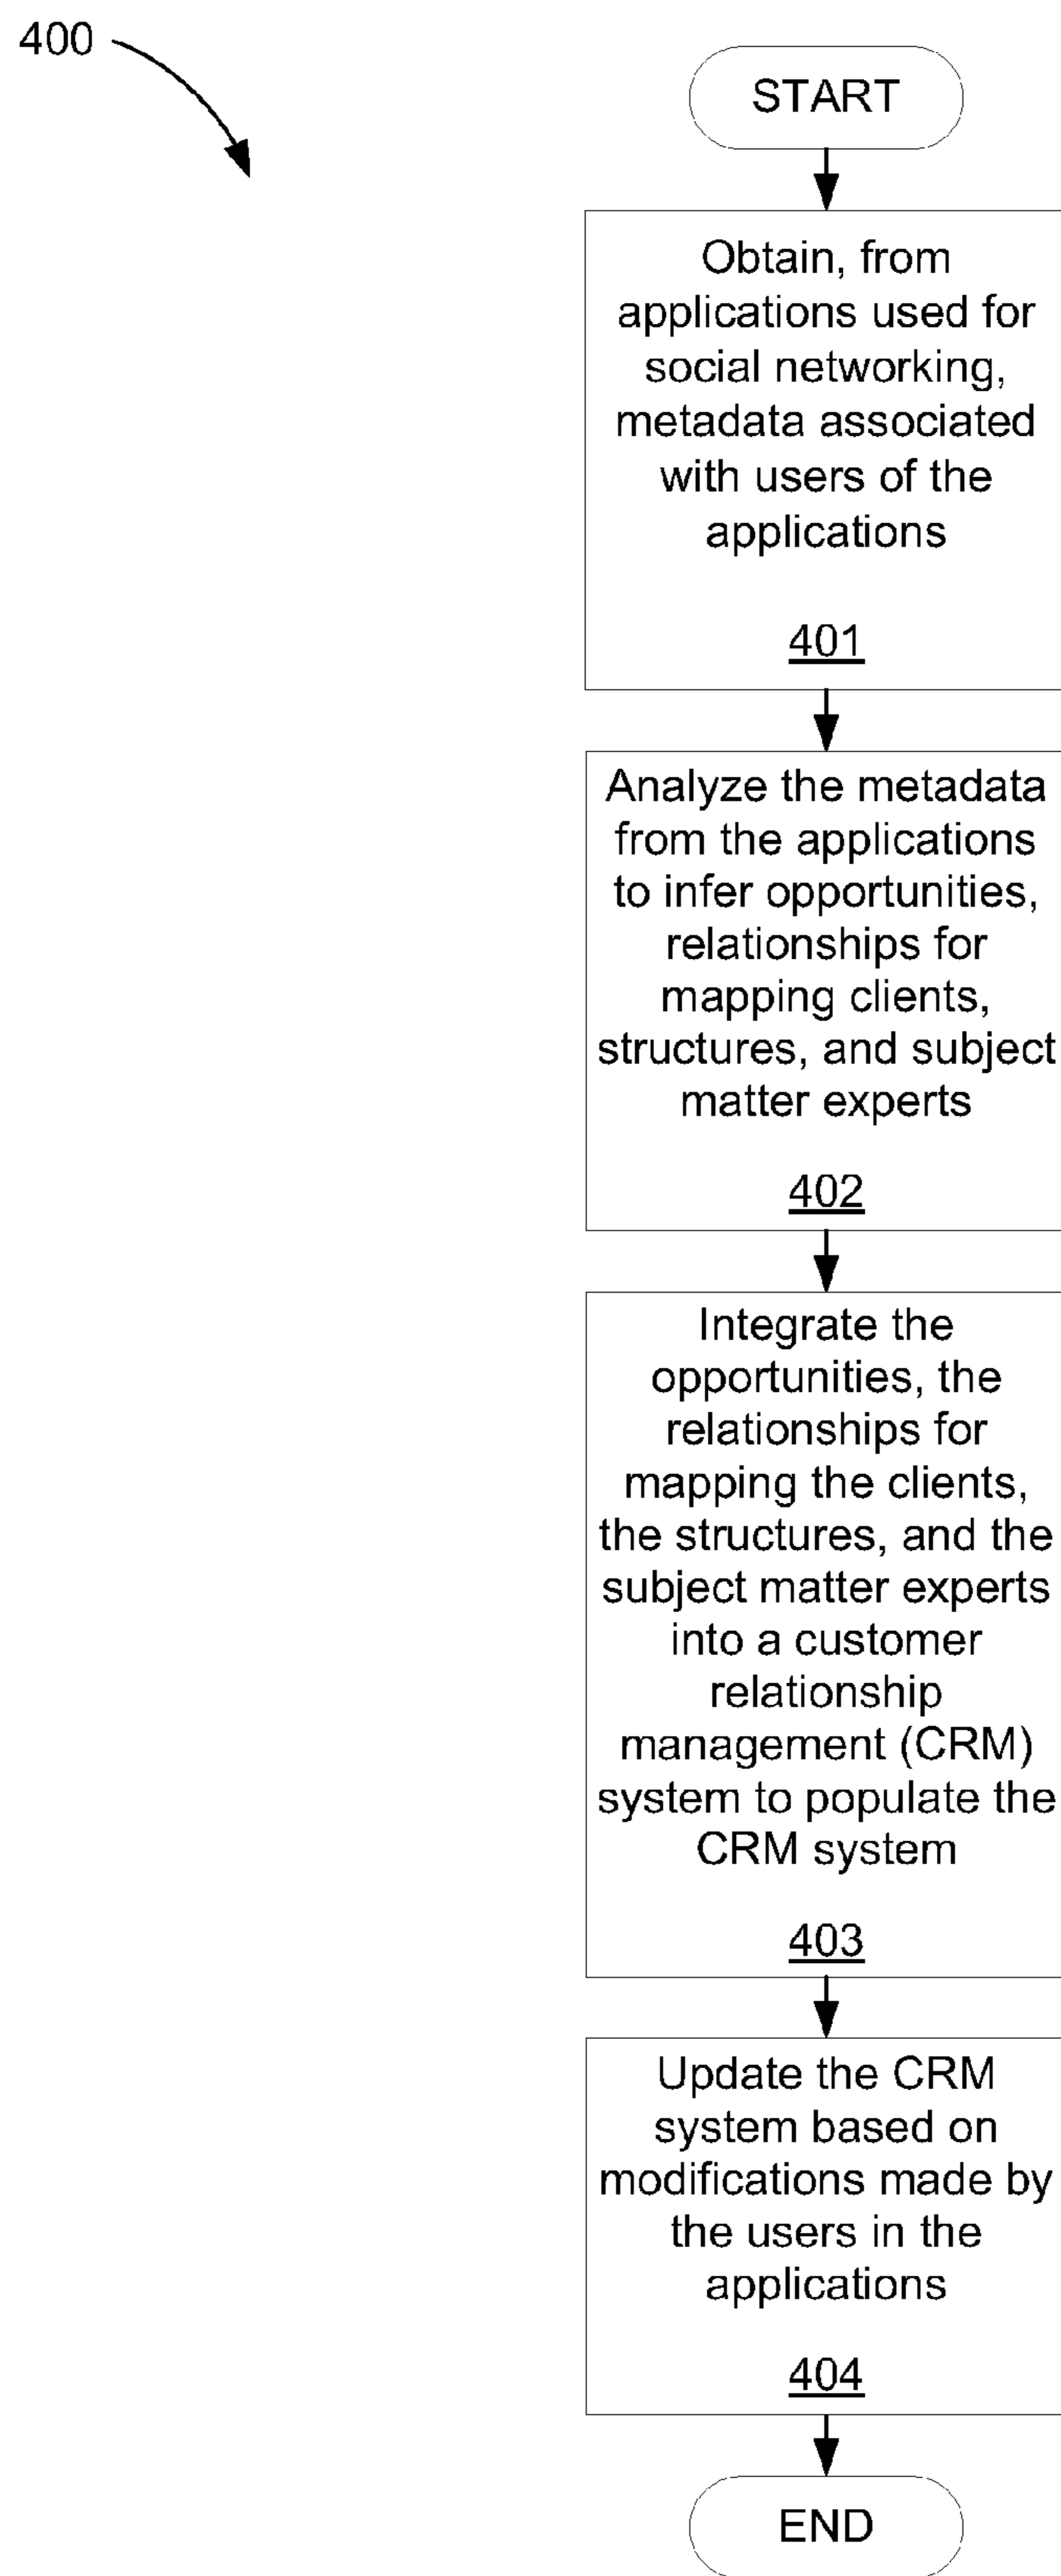 400
START
Obtain, from
applications used for
social networking,
metadata associated
with users of the
applications
401
Analyze the metadata
from the applications
to infer opportunities,
relationships for
mapping clients,
structures, and subject
matter experts
402
Integrate the
opportunities, the
relationships for
mapping the clients,
the structures, and the
subject matter experts
into a customer
relationship
management (CRM)
system to populate the
CRM system
403
Update the CRM
system based on
modifications made by
the users in the
applications
404
END